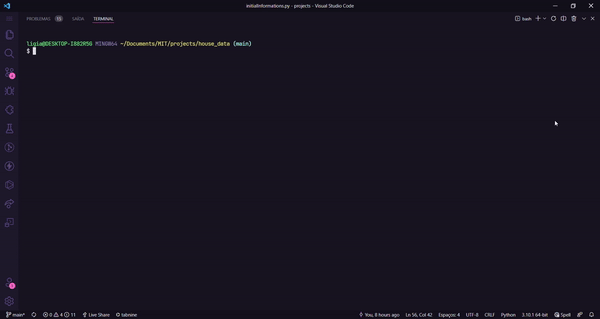 initialInformations.py - projects - Visual Studio Code
PROBLEMAS 15 SAÍDA TERMINAL
bash
ligia@DESKTOP-I882R50 MINGW64 ~/Documents/MIT/projects/house_data (main)
$
main* 0 4 11 Live Share tabnine You, 8 hours ago Ln 56, Col 42 Espaços: 4 UTF-8 CRLF Python 3.10.1 64-bit Spell